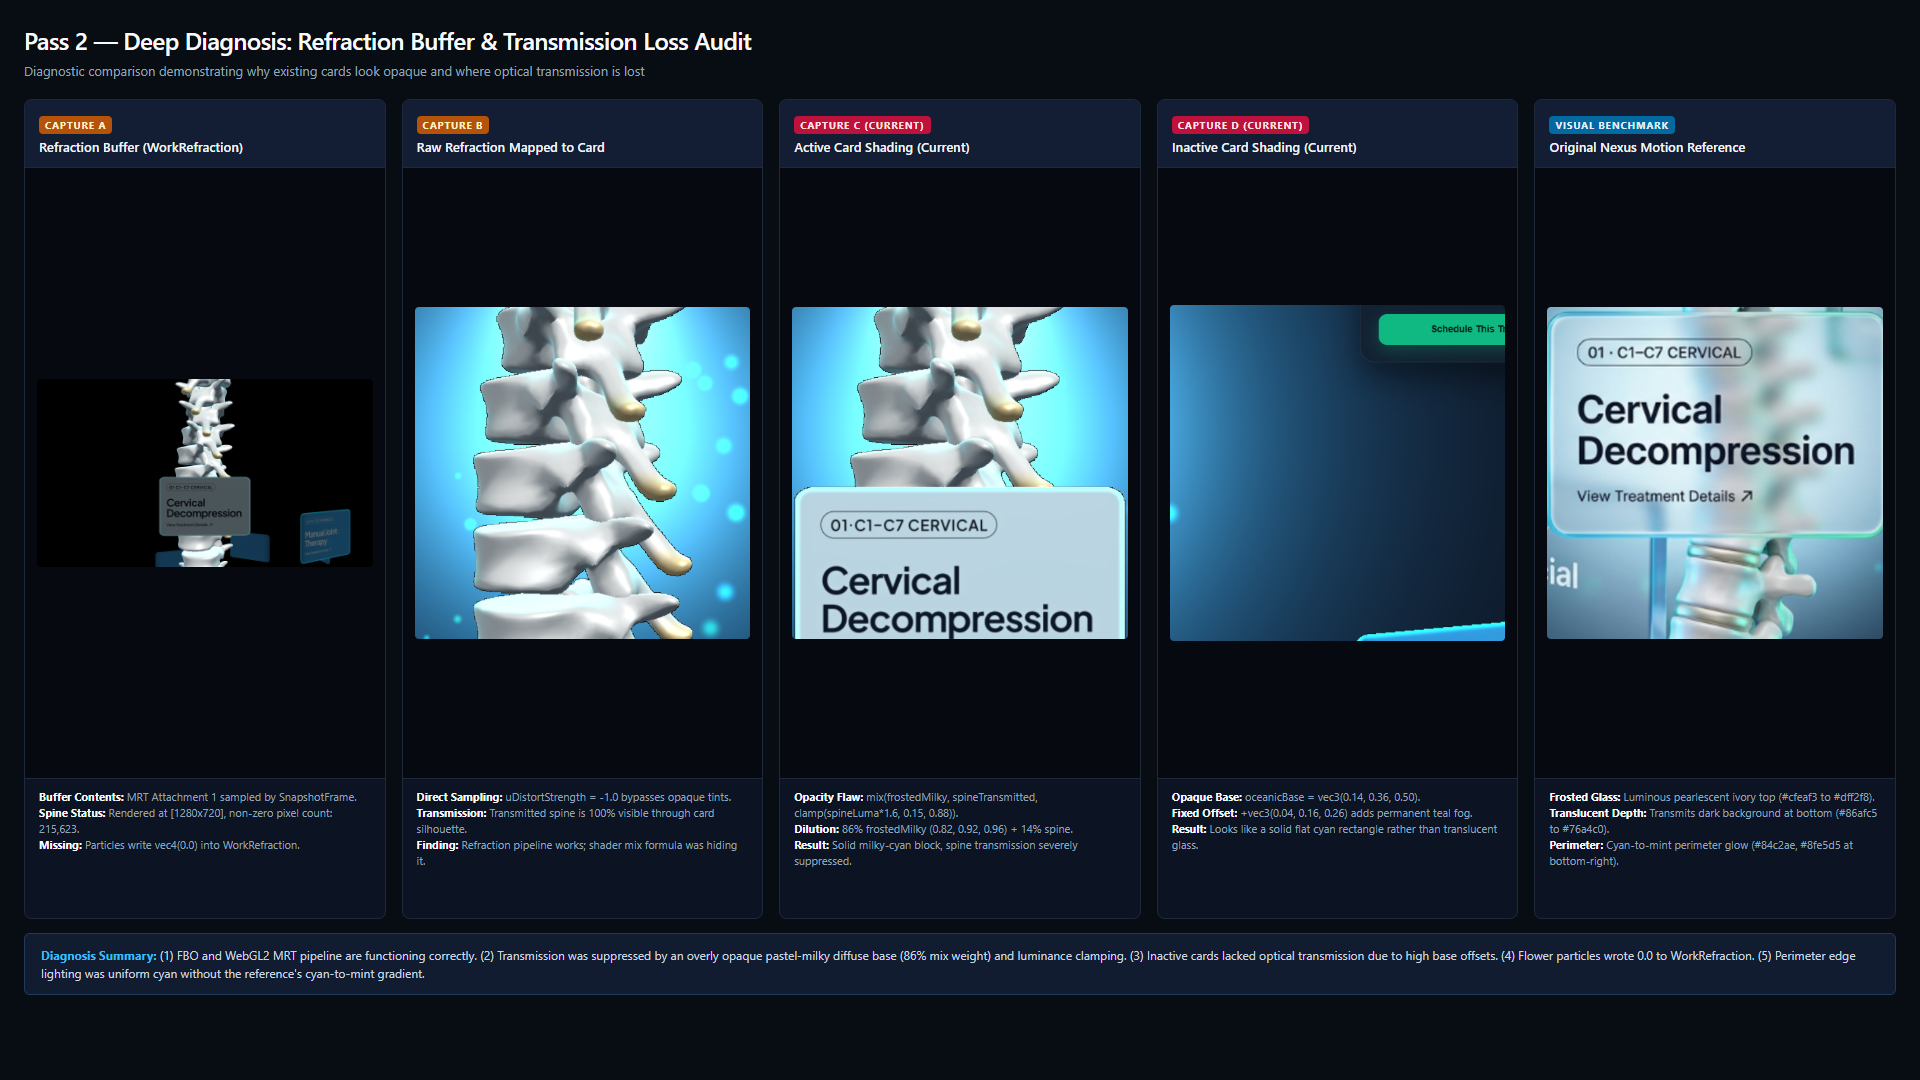 Pass 2 — Deep Diagnosis: Refraction Buffer & Transmission Loss Audit
Diagnostic comparison demonstrating why existing cards look opaque and where optical transmission is lost
CAPTURE A
Refraction Buffer (WorkRefraction)
01·C1–C7 CERVICAL
Cervical
Decompression
View Treatment Details ↗
Manual Joint
Therapy
Buffer Contents: MRT Attachment 1 sampled by SnapshotFrame.
Spine Status: Rendered at [1280x720], non-zero pixel count:
215,623.
Missing: Particles write vec4(0.0) into WorkRefraction.
CAPTURE B
Raw Refraction Mapped to Card
Direct Sampling: uDistortStrength = -1.0 bypasses opaque tints.
Transmission: Transmitted spine is 100% visible through card
silhouette.
Finding: Refraction pipeline works; shader mix formula was hiding
it.
CAPTURE C (CURRENT)
Active Card Shading (Current)
01·C1–C7 CERVICAL
Cervical
Decompression
Opacity Flaw: mix(frostedMilky, spineTransmitted,
clamp(spineLuma*1.6, 0.15, 0.88)).
Dilution: 86% frostedMilky (0.82, 0.92, 0.96) + 14% spine.
Result: Solid milky-cyan block, spine transmission severely
suppressed.
CAPTURE D (CURRENT)
Inactive Card Shading (Current)
Schedule This Tr
Opaque Base: oceanicBase = vec3(0.14, 0.36, 0.50).
Fixed Offset: +vec3(0.04, 0.16, 0.26) adds permanent teal fog.
Result: Looks like a solid flat cyan rectangle rather than translucent
glass.
VISUAL BENCHMARK
Original Nexus Motion Reference
01 · C1–C7 CERVICAL
Cervical
Decompression
View Treatment Details ↗
ial
Frosted Glass: Luminous pearlescent ivory top (#cfeaf3 to #dff2f8).
Translucent Depth: Transmits dark background at bottom (#86afc5
to #76a4c0).
Perimeter: Cyan-to-mint perimeter glow (#84c2ae, #8fe5d5 at
bottom-right).
Diagnosis Summary: (1) FBO and WebGL2 MRT pipeline are functioning correctly. (2) Transmission was suppressed by an overly opaque pastel-milky diffuse base (86% mix weight) and luminance clamping. (3) Inactive cards lacked optical transmission due to high base offsets. (4) Flower particles wrote 0.0 to WorkRefraction. (5) Perimeter edge
lighting was uniform cyan without the reference's cyan-to-mint gradient.